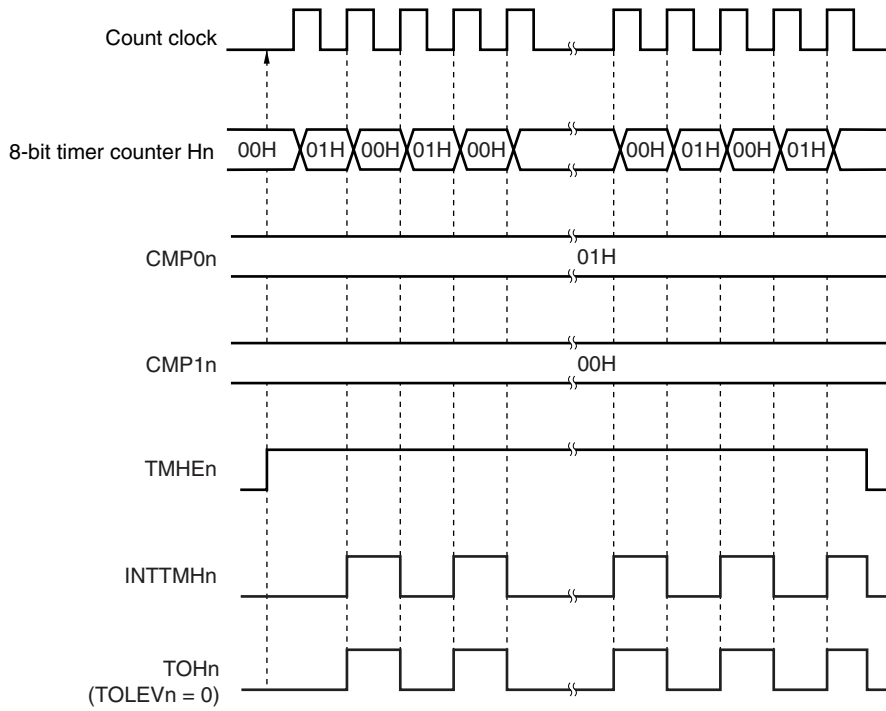 Count clock
8-bit timer counter Hn 00H 01H 00H 01H 00H 00H 01H 00H 01H
CMP0n 01H
CMP1n 00H
TMHEn
INTTMHn
TOHn
(TOLEVn = 0)